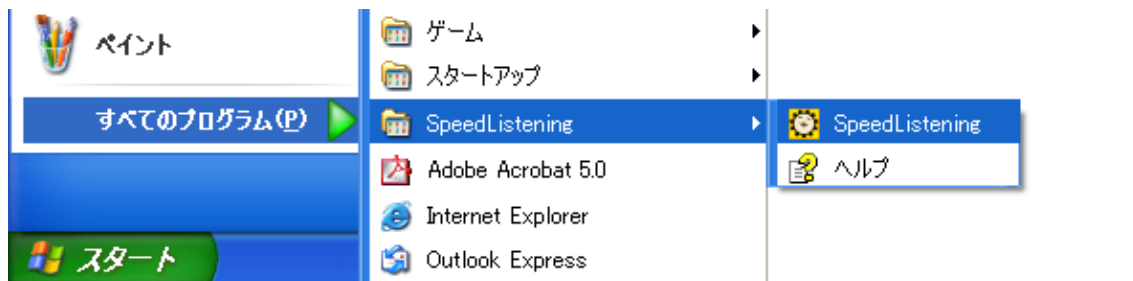 ペイント
すべてのプログラム(P)
スタート
ゲーム
スタートアップ
SpeedListening
Adobe Acrobat 5.0
Internet Explorer
Outlook Express
SpeedListening
ヘルプ